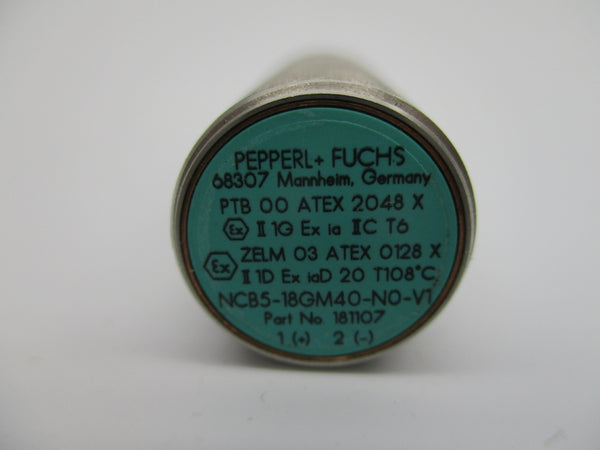 PEPPERL+ FUCHS
68307 Mannheim, Germany
PTB 00 ATEX 2048 X
Ex II 1G Ex ia IIC T6
Ex ZELM 03 ATEX 0128 X
II 1D Ex iaD 20 T108°C
NCB5-18GM40-N0-V1
Part No. 181107
1 (+) 2 (-)